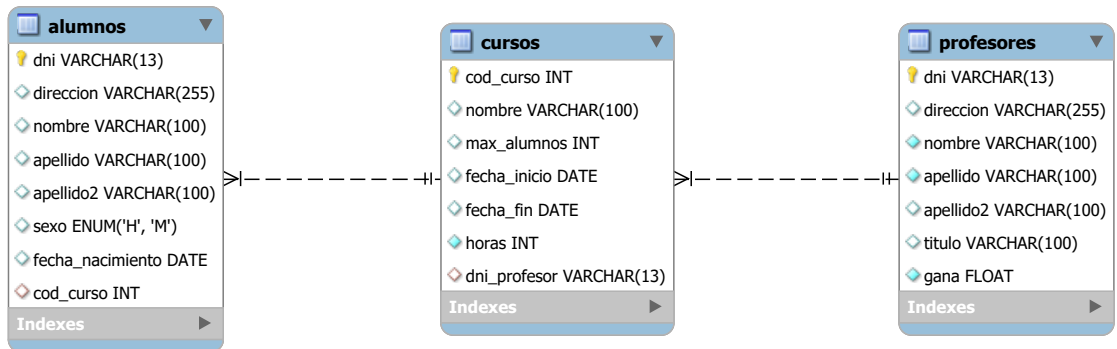 alumnos
dni VARCHAR(13)
direccion VARCHAR(255)
nombre VARCHAR(100)
apellido VARCHAR(100)
apellido2 VARCHAR(100)
sexo ENUM('H', 'M')
fecha_nacimiento DATE
cod_curso INT
Indexes
cursos
cod_curso INT
nombre VARCHAR(100)
max_alumnos INT
fecha_inicio DATE
fecha_fin DATE
horas INT
dni_profesor VARCHAR(13)
Indexes
profesores
dni VARCHAR(13)
direccion VARCHAR(255)
nombre VARCHAR(100)
apellido VARCHAR(100)
apellido2 VARCHAR(100)
titulo VARCHAR(100)
gana FLOAT
Indexes